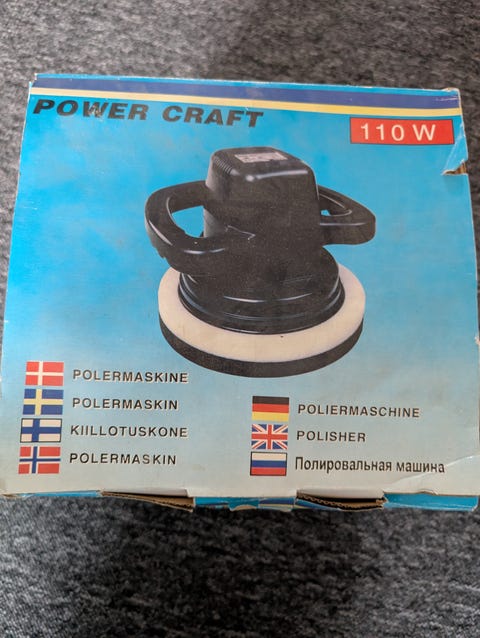 POWER CRAFT
110 W
POLERMASKINE
POLERMASKIN
KIILLOTUSKONE
POLERMASKIN
POLIERMASCHINE
POLISHER
Полировальная машина